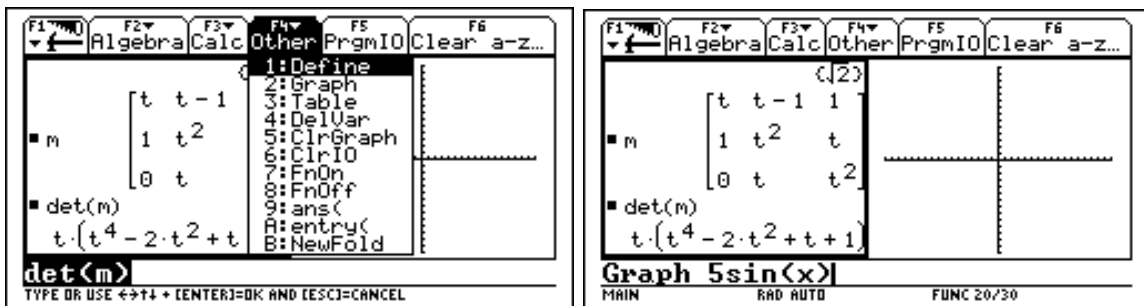 F1 F2 F3 F4 F5 F6
Algebra Calc Other PrgmIO Clear a-z…
1:Define
2:Graph
3:Table
4:DelVar
5:ClrGraph
6:ClrIO
7:FnOn
8:FnOff
9:ans(
A:entry(
B:NewFold
{
▪ m
[t t - 1
1 t²
0 t
▪ det(m)
t·(t⁴ - 2·t² + t
det(m)
TYPE OR USE ←→↑↓ + [ENTER]=OK AND [ESC]=CANCEL
F1 F2 F3 F4 F5 F6
Algebra Calc Other PrgmIO Clear a-z…
{√2}
▪ m
[t t - 1 1
1 t² t
0 t t²]
▪ det(m)
t·(t⁴ - 2·t² + t + 1)
Graph 5sin(x)
MAIN RAD AUTO FUNC 20/30